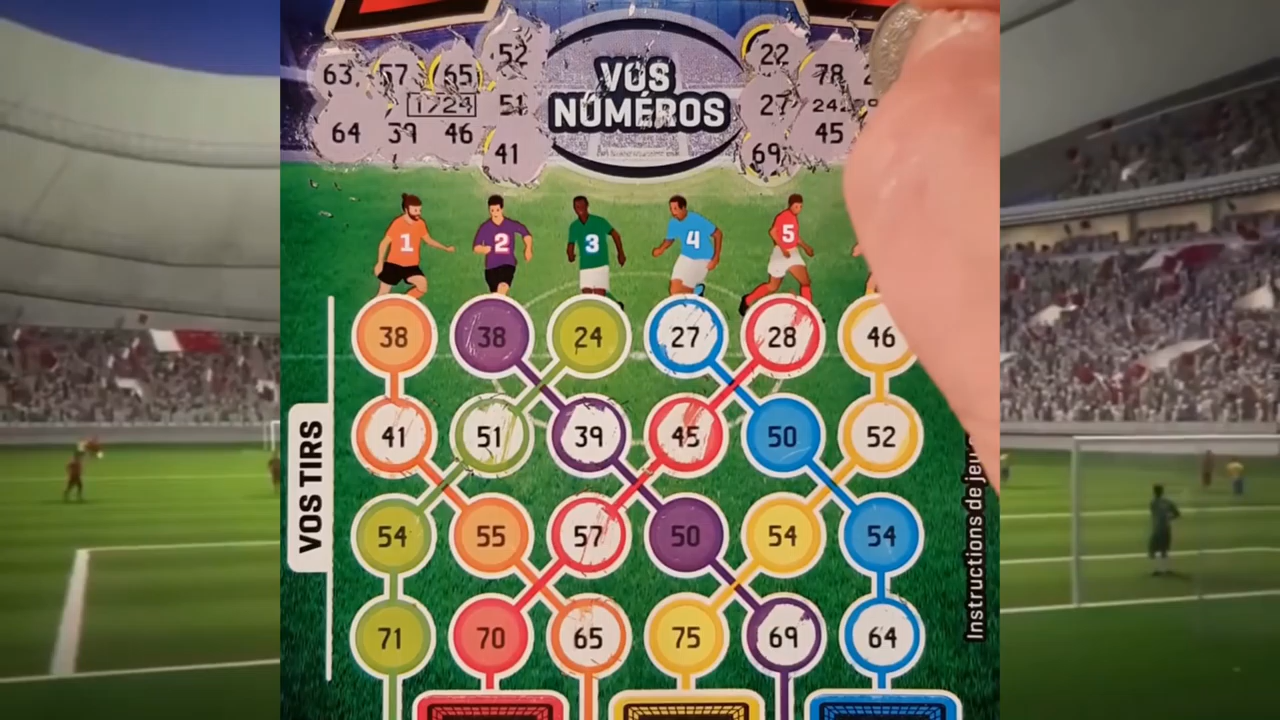 52
22
63 57 65
78
VOS
NUMÉROS
1724
51
27
64 39 46
45
41
69
1 2 3 4 5
38 38 24 27 28 46
41 51 39 45 50 52
54 55 57 50 54 54
71 70 65 75 69 64
VOS TIRS
Instructions de jeu